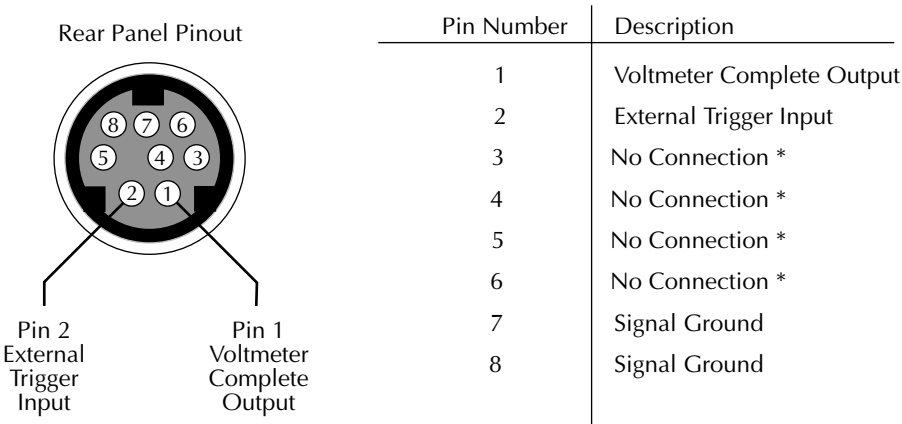 Rear Panel Pinout
8 7 6
5 4 3
2 1
Pin 2
External
Trigger
Input
Pin 1
Voltmeter
Complete
Output
Pin Number Description
1 Voltmeter Complete Output
2 External Trigger Input
3 No Connection *
4 No Connection *
5 No Connection *
6 No Connection *
7 Signal Ground
8 Signal Ground